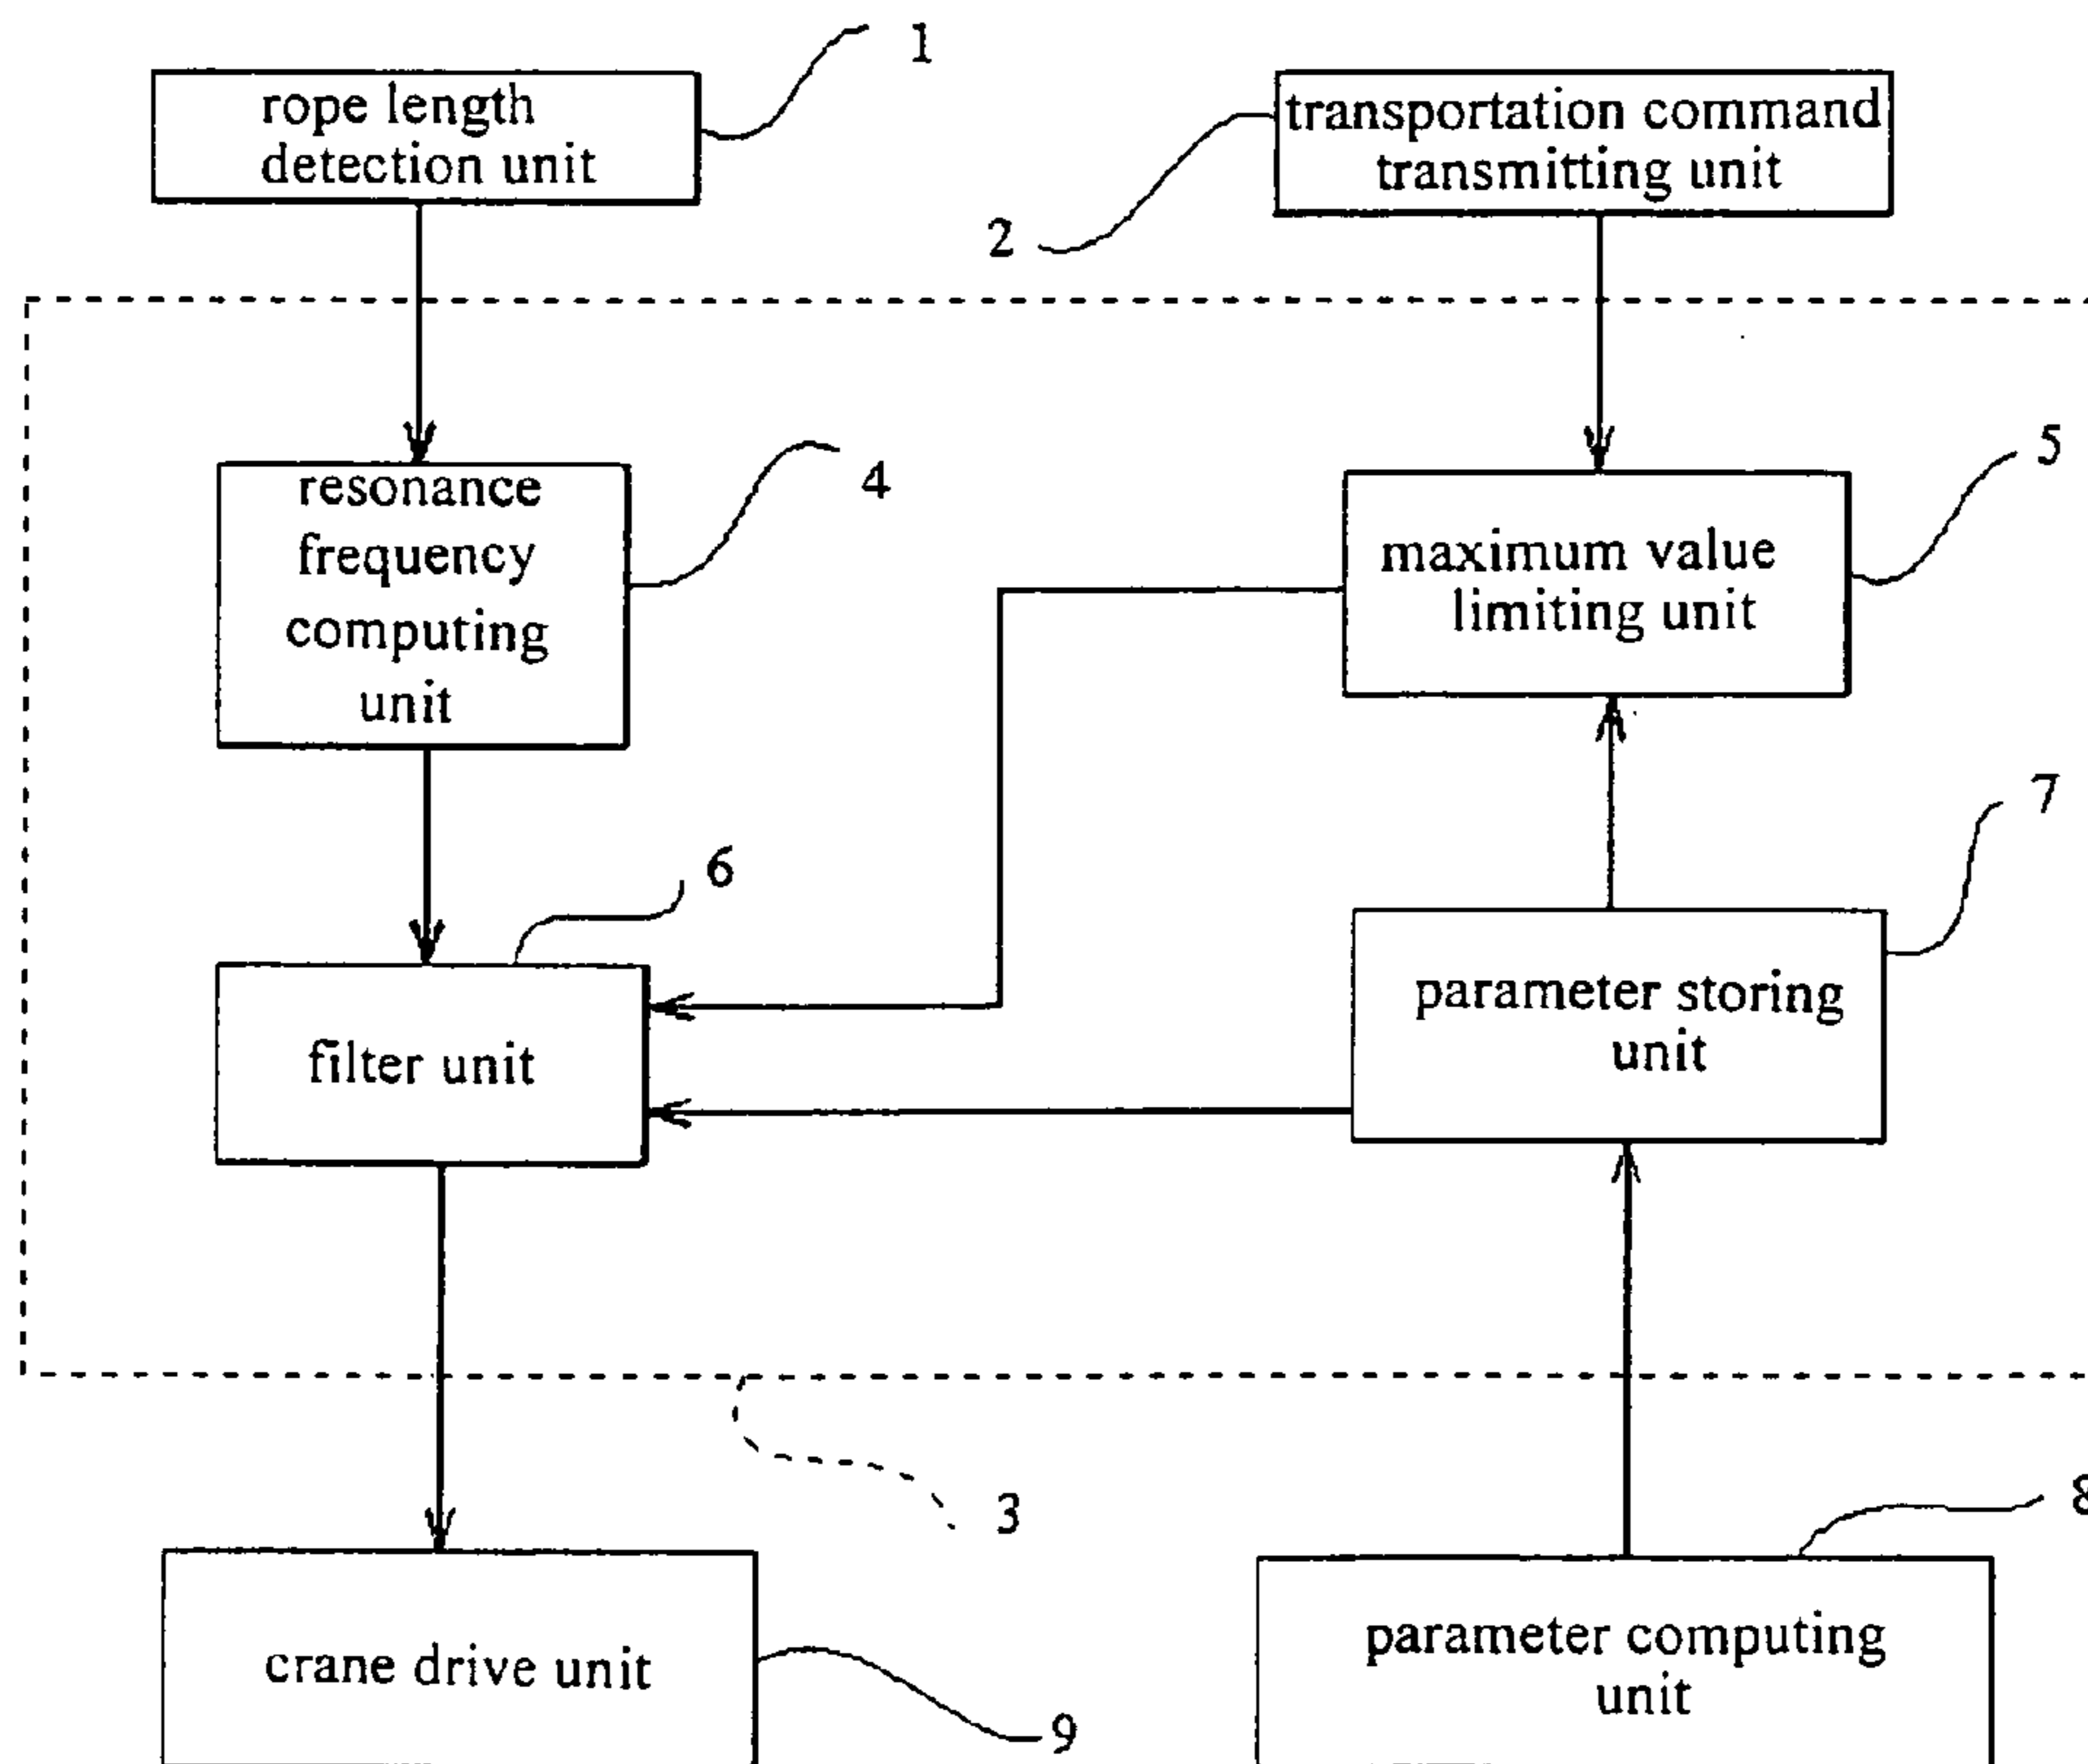 1
rope length
detection unit
transportation command
transmitting unit
2
resonance
frequency
computing
unit
4
5
maximum value
limiting unit
6
7
filter unit
parameter storing
unit
3
8
crane drive unit
9
parameter computing
unit